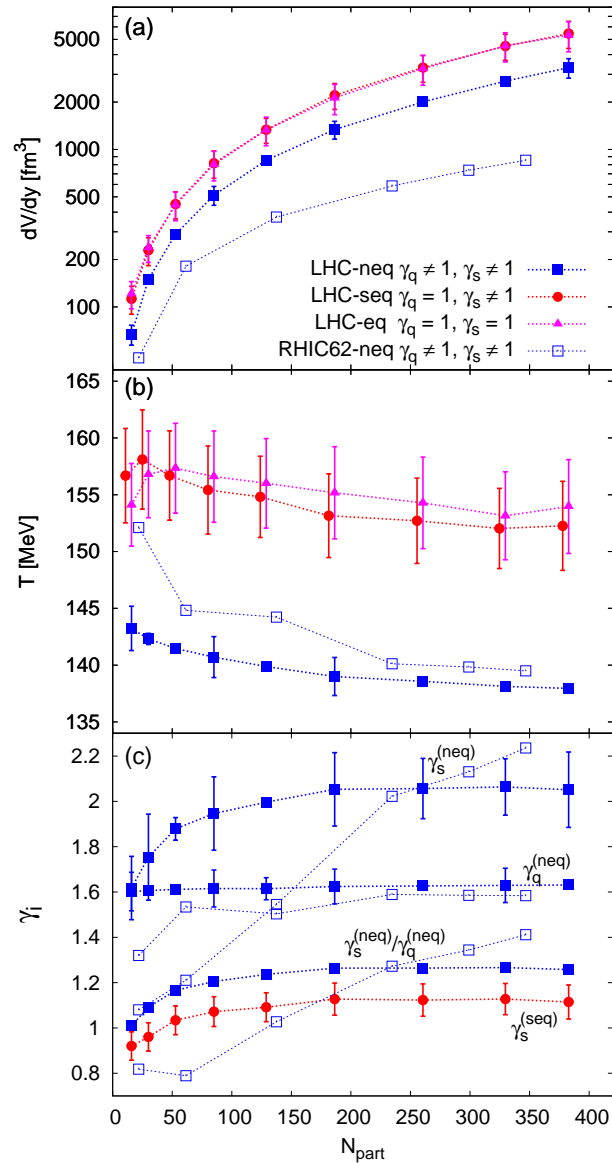 (a)
5000
2000
1000
500
200
100
dV/dy [fm³]
LHC-neq γq ≠ 1, γs ≠ 1
LHC-seq γq = 1, γs ≠ 1
LHC-eq γq = 1, γs = 1
RHIC62-neq γq ≠ 1, γs ≠ 1
(b)
165
160
155
150
145
140
135
T [MeV]
(c)
2.2
2
1.8
1.6
1.4
1.2
1
0.8
γi
γs(neq)
γq(neq)
γs(neq)/γq(neq)
γs(seq)
0 50 100 150 200 250 300 350 400
Npart